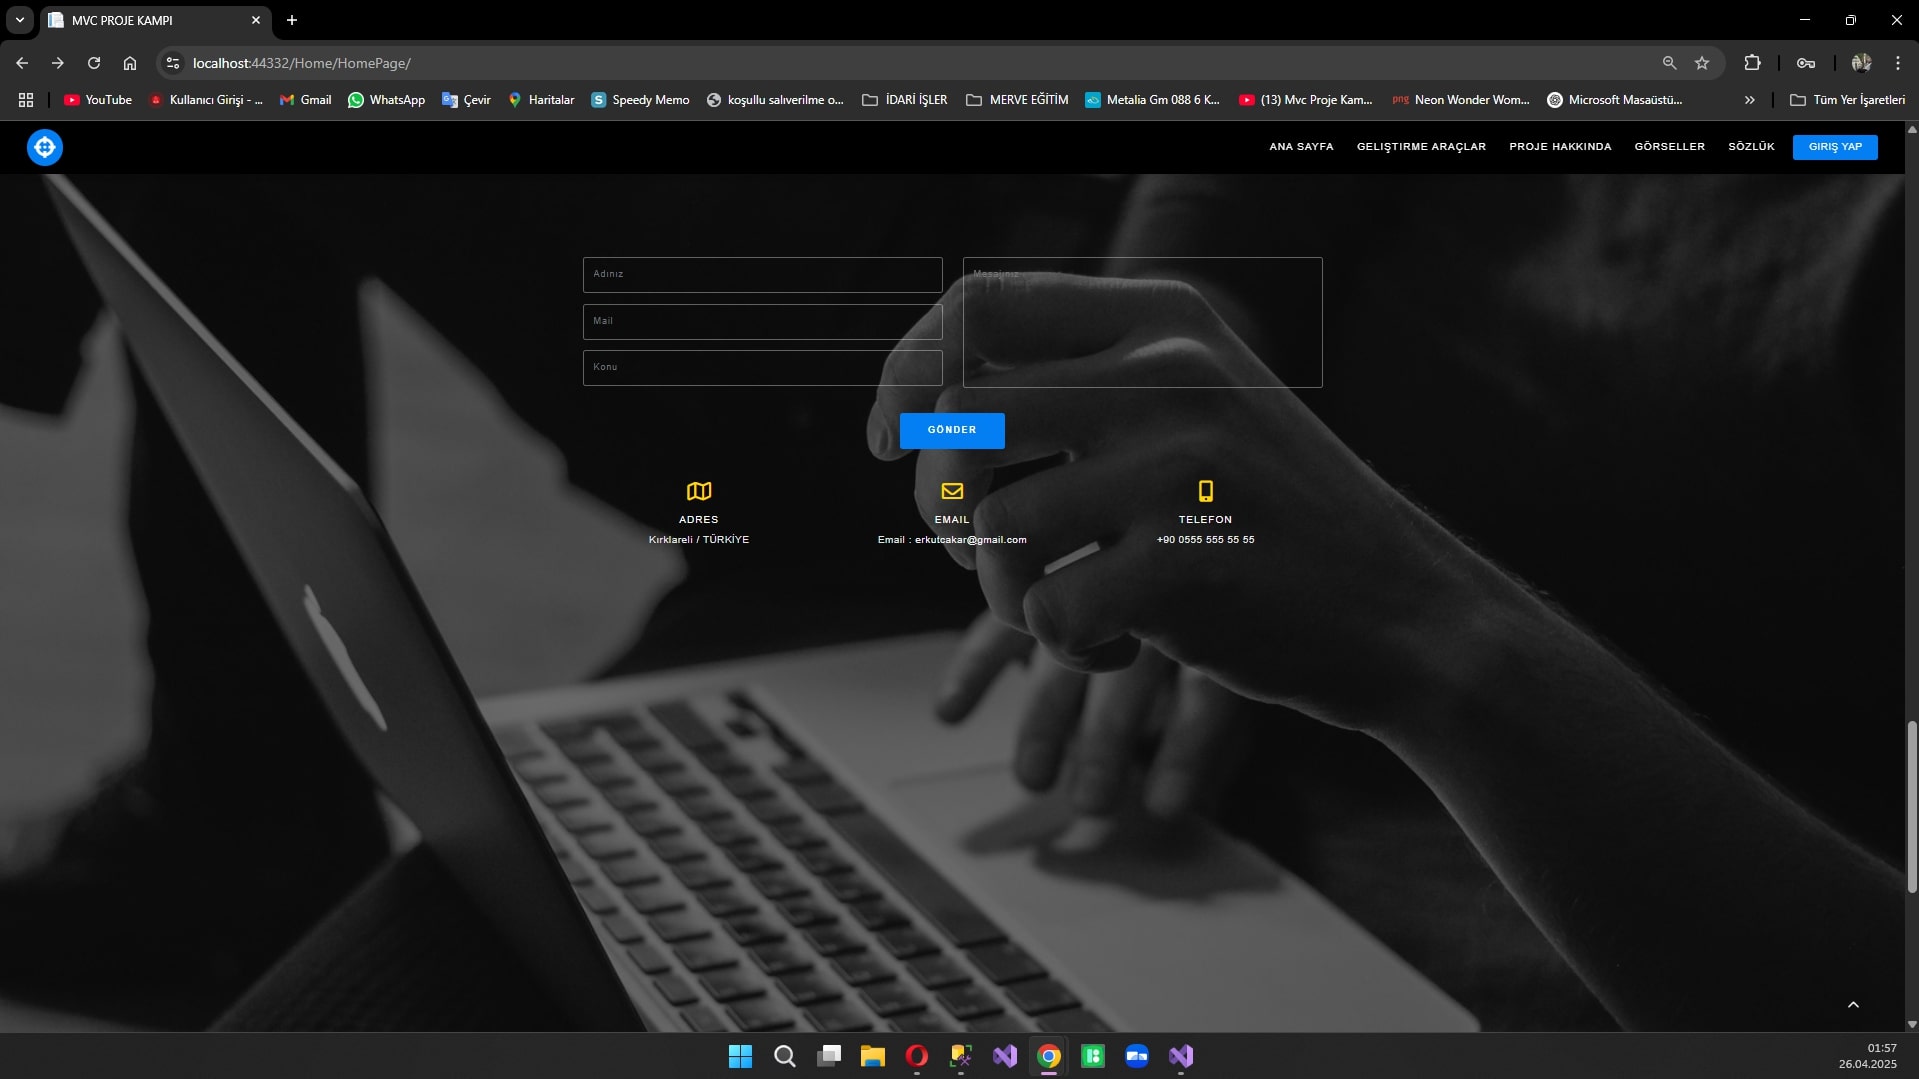 MVC PROJE KAMPI
localhost:44332/Home/HomePage/
YouTube
Kullanıcı Girişi - ...
Gmail
WhatsApp
Çevir
Haritalar
Speedy Memo
koşullu salıverilme o...
İDARİ İŞLER
MERVE EĞİTİM
Metalia Gm 088 6 K...
(13) Mvc Proje Kam...
png Neon Wonder Wom...
Microsoft Masaüstü...
Tüm Yer İşaretleri
ANA SAYFA
GELIŞTIRME ARAÇLAR
PROJE HAKKINDA
GÖRSELLER
SÖZLÜK
GIRIŞ YAP
Adınız
Mesajınız
Mail
Konu
GÖNDER
ADRES
Kırklareli / TÜRKİYE
EMAIL
Email : erkutcakar@gmail.com
TELEFON
+90 0555 555 55 55
01:57
26.04.2025